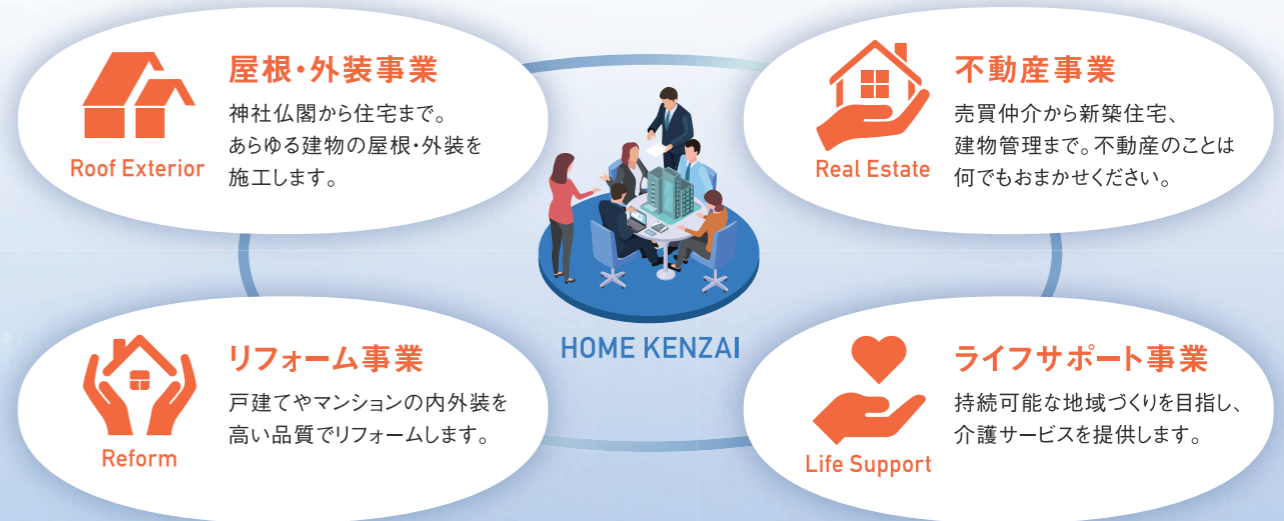 屋根・外装事業
神社仏閣から住宅まで。
あらゆる建物の屋根・外装を
施工します。
Roof Exterior
不動産事業
売買仲介から新築住宅、
建物管理まで。不動産のことは
何でもおまかせください。
Real Estate
HOME KENZAI
リフォーム事業
戸建てやマンションの内外装を
高い品質でリフォームします。
Reform
ライフサポート事業
持続可能な地域づくりを目指し、
介護サービスを提供します。
Life Support